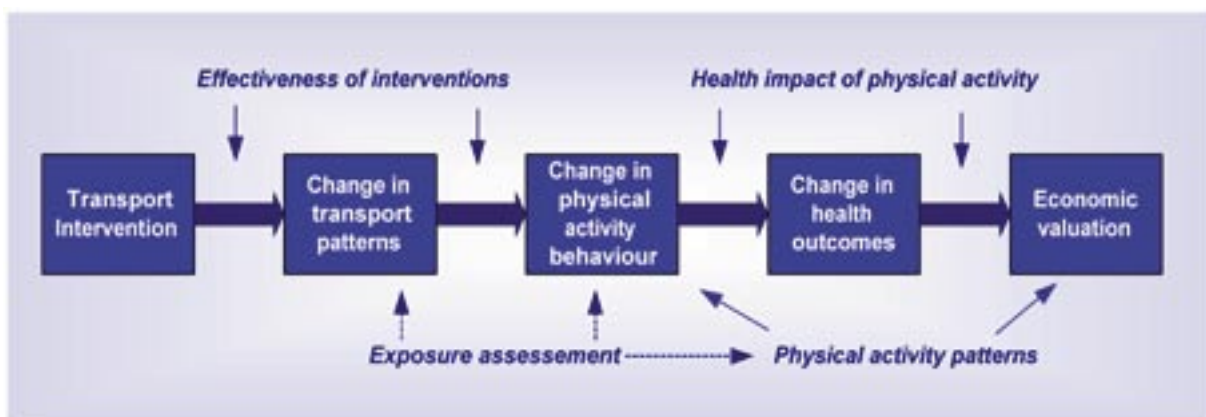 Effectiveness of interventions
Health impact of physical activity
Transport
Intervention
Change in
transport
patterns
Change in
physical
activity
behaviour
Change in
health
outcomes
Economic
valuation
Exposure assessement
Physical activity patterns